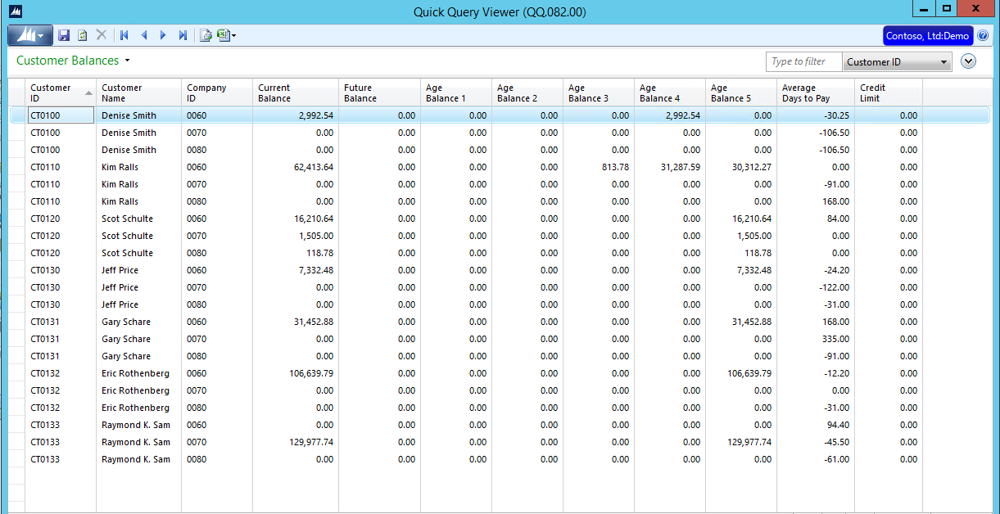 Quick Query Viewer (QQ.082.00)
Contoso, Ltd:Demo
Customer Balances
Type to filter Customer ID
Customer ID Customer Name Company ID Current Balance Future Balance Age Balance 1 Age Balance 2 Age Balance 3 Age Balance 4 Age Balance 5 Average Days to Pay Credit Limit
CT0100 Denise Smith 0060 2,992.54 0.00 0.00 0.00 0.00 2,992.54 0.00 -30.25 0.00
CT0100 Denise Smith 0070 0.00 0.00 0.00 0.00 0.00 0.00 0.00 -106.50 0.00
CT0100 Denise Smith 0080 0.00 0.00 0.00 0.00 0.00 0.00 0.00 -106.50 0.00
CT0110 Kim Ralls 0060 62,413.64 0.00 0.00 0.00 813.78 31,287.59 30,312.27 0.00 0.00
CT0110 Kim Ralls 0070 0.00 0.00 0.00 0.00 0.00 0.00 0.00 -91.00 0.00
CT0110 Kim Ralls 0080 0.00 0.00 0.00 0.00 0.00 0.00 0.00 168.00 0.00
CT0120 Scot Schulte 0060 16,210.64 0.00 0.00 0.00 0.00 0.00 16,210.64 84.00 0.00
CT0120 Scot Schulte 0070 1,505.00 0.00 0.00 0.00 0.00 0.00 1,505.00 0.00 0.00
CT0120 Scot Schulte 0080 118.78 0.00 0.00 0.00 0.00 0.00 118.78 0.00 0.00
CT0130 Jeff Price 0060 7,332.48 0.00 0.00 0.00 0.00 0.00 7,332.48 -24.20 0.00
CT0130 Jeff Price 0070 0.00 0.00 0.00 0.00 0.00 0.00 0.00 -122.00 0.00
CT0130 Jeff Price 0080 0.00 0.00 0.00 0.00 0.00 0.00 0.00 -31.00 0.00
CT0131 Gary Schare 0060 31,452.88 0.00 0.00 0.00 0.00 0.00 31,452.88 168.00 0.00
CT0131 Gary Schare 0070 0.00 0.00 0.00 0.00 0.00 0.00 0.00 335.00 0.00
CT0131 Gary Schare 0080 0.00 0.00 0.00 0.00 0.00 0.00 0.00 -91.00 0.00
CT0132 Eric Rothenberg 0060 106,639.79 0.00 0.00 0.00 0.00 0.00 106,639.79 -12.20 0.00
CT0132 Eric Rothenberg 0070 0.00 0.00 0.00 0.00 0.00 0.00 0.00 0.00 0.00
CT0132 Eric Rothenberg 0080 0.00 0.00 0.00 0.00 0.00 0.00 0.00 -31.00 0.00
CT0133 Raymond K. Sam 0060 0.00 0.00 0.00 0.00 0.00 0.00 0.00 94.40 0.00
CT0133 Raymond K. Sam 0070 129,977.74 0.00 0.00 0.00 0.00 0.00 129,977.74 -45.50 0.00
CT0133 Raymond K. Sam 0080 0.00 0.00 0.00 0.00 0.00 0.00 0.00 -61.00 0.00